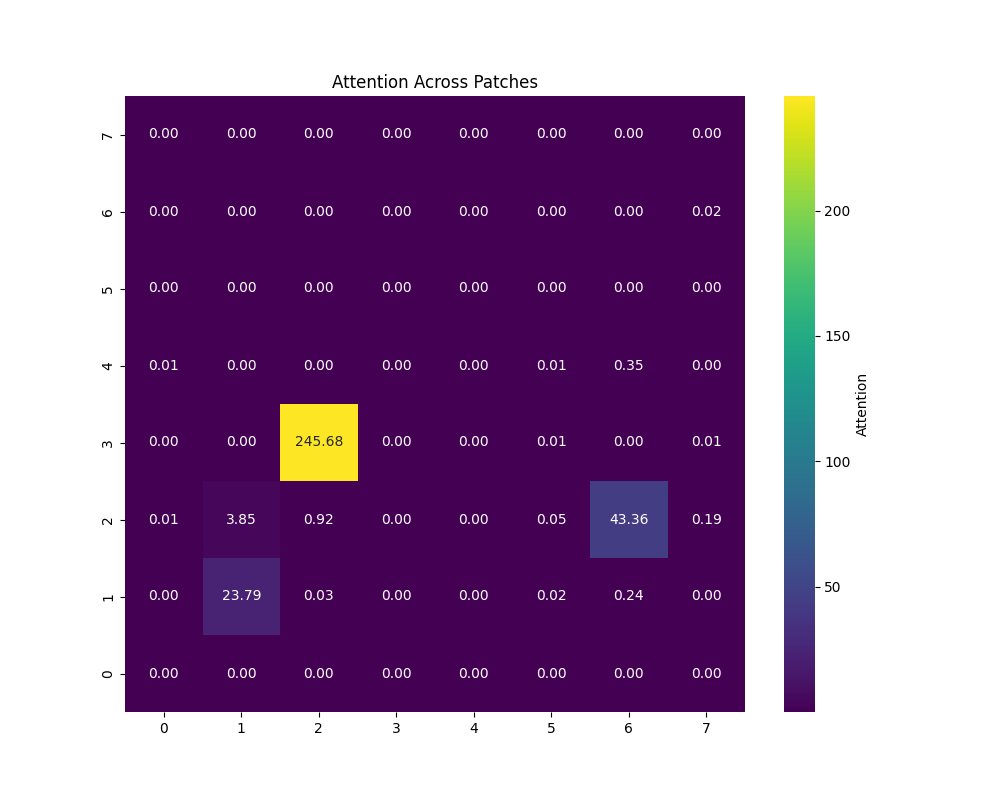 Attention Across Patches
7 0.00 0.00 0.00 0.00 0.00 0.00 0.00 0.00
6 0.00 0.00 0.00 0.00 0.00 0.00 0.00 0.02
5 0.00 0.00 0.00 0.00 0.00 0.00 0.00 0.00
4 0.01 0.00 0.00 0.00 0.00 0.01 0.35 0.00
3 0.00 0.00 245.68 0.00 0.00 0.01 0.00 0.01
2 0.01 3.85 0.92 0.00 0.00 0.05 43.36 0.19
1 0.00 23.79 0.03 0.00 0.00 0.02 0.24 0.00
0 0.00 0.00 0.00 0.00 0.00 0.00 0.00 0.00
0 1 2 3 4 5 6 7
200
150
100
50
Attention